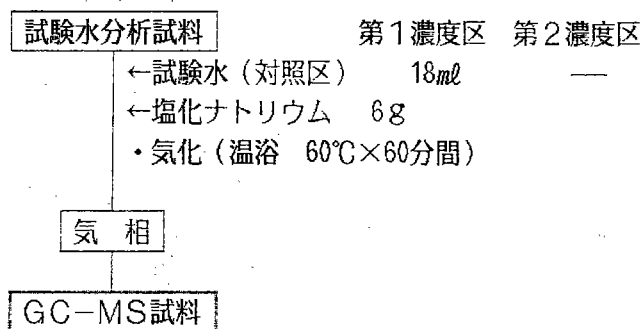 試験水分析試料　第1濃度区　第2濃度区
←試験水（対照区）　18mℓ　―
←塩化ナトリウム　6g
・気化（温浴　60℃×60分間）
気　相
GC-MS試料